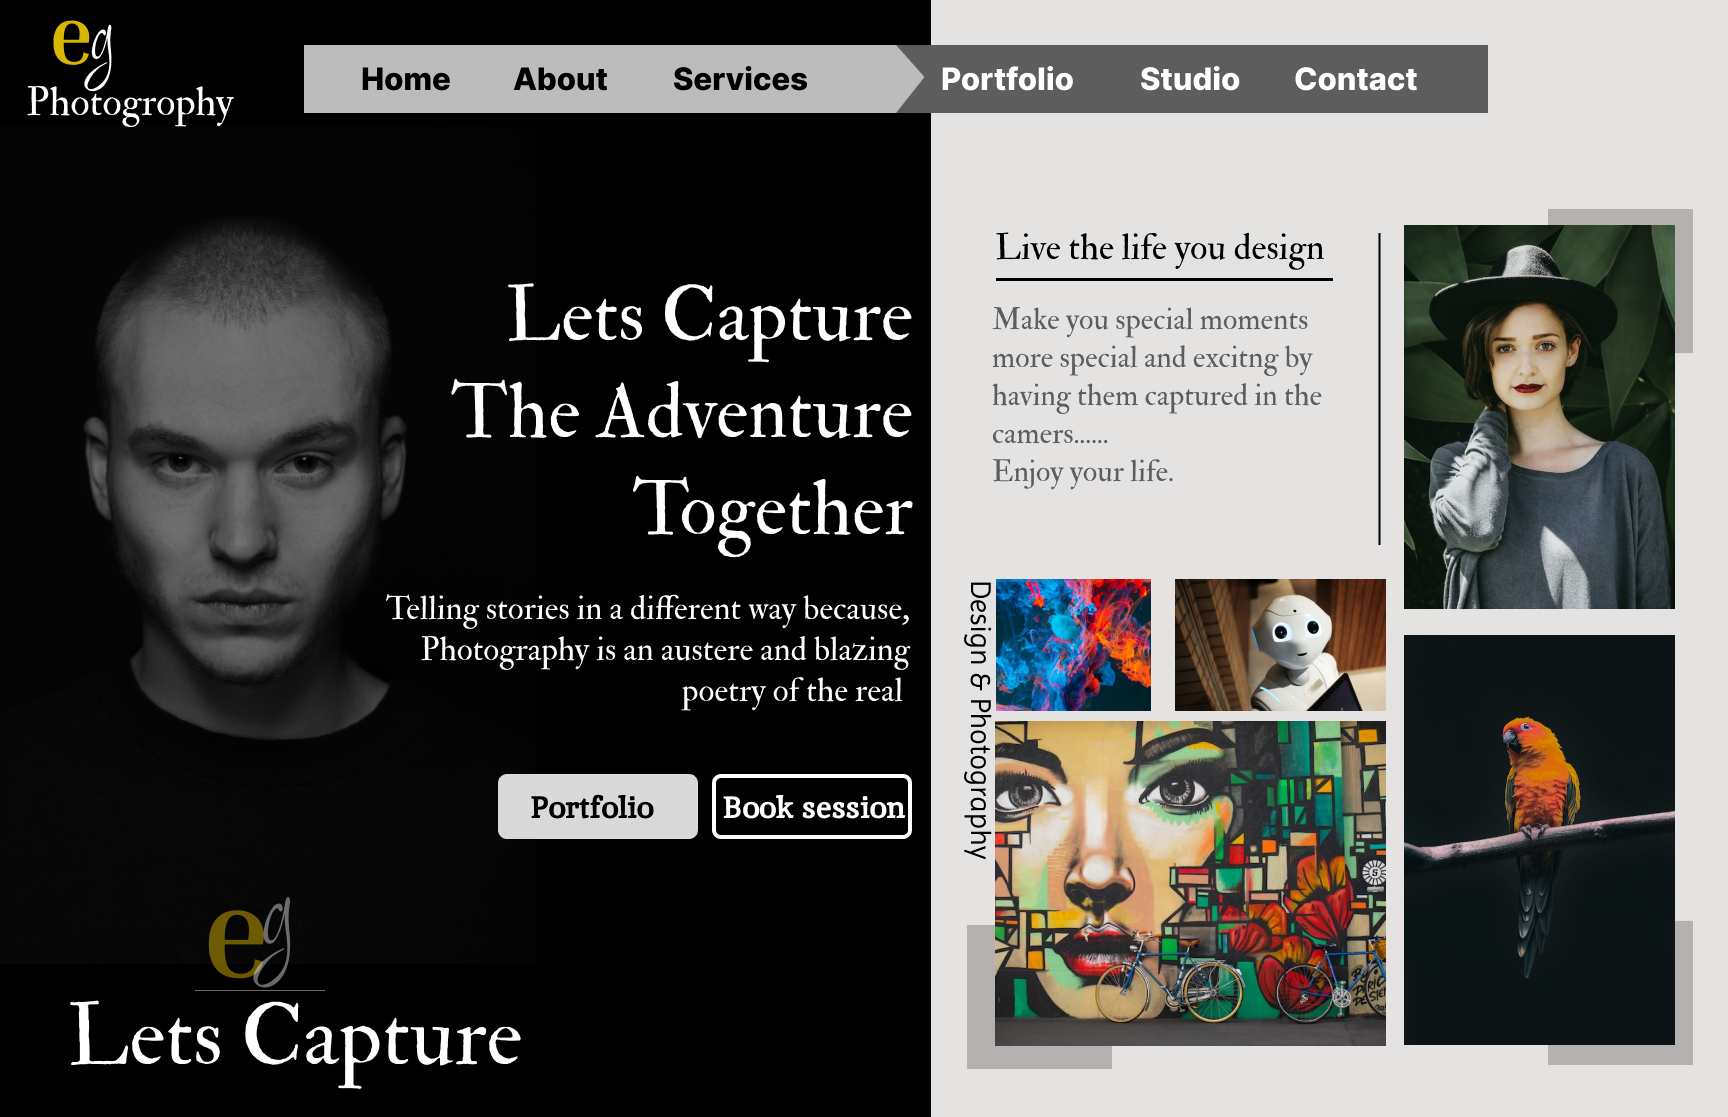 eg
Photography
Home About Services Portfolio Studio Contact
Lets Capture
The Adventure
Together
Telling stories in a different way because,
Photography is an austere and blazing
poetry of the real
Portfolio Book session
eg
Lets Capture
Live the life you design
Make you special moments
more special and excitng by
having them captured in the
camers......
Enjoy your life.
Design & Photography
S